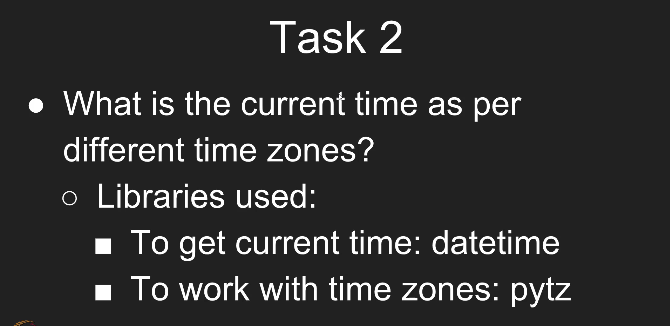 Task 2
● What is the current time as per
different time zones?
○ Libraries used:
■ To get current time: datetime
■ To work with time zones: pytz